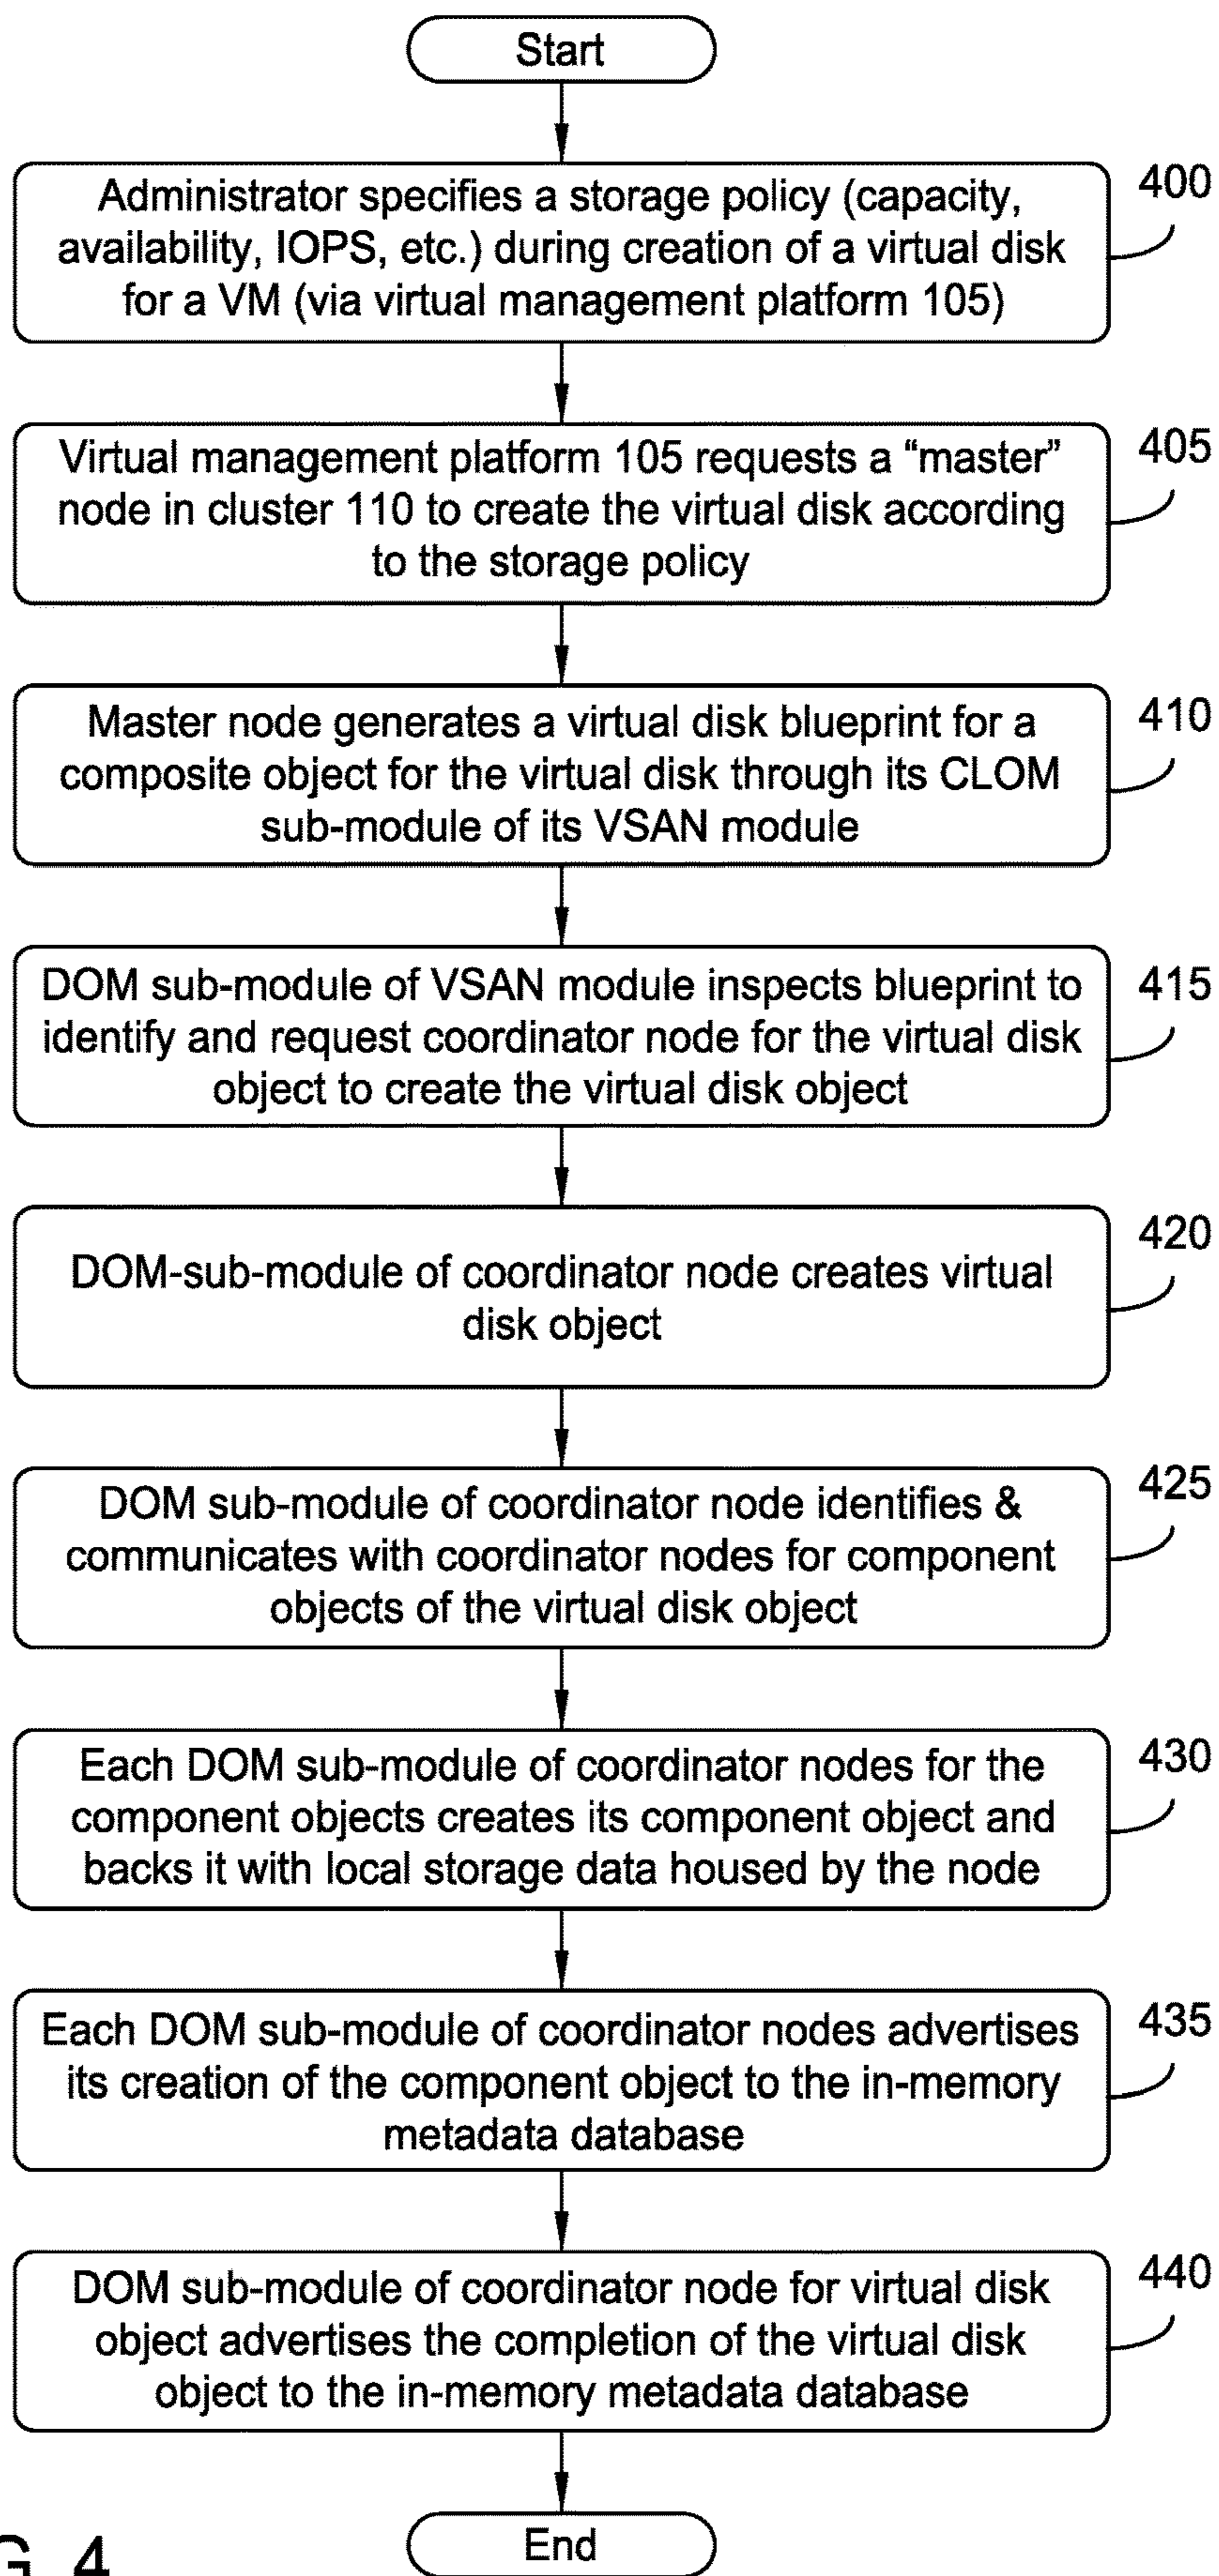 Start
Administrator specifies a storage policy (capacity,
availability, IOPS, etc.) during creation of a virtual disk
for a VM (via virtual management platform 105)
400
Virtual management platform 105 requests a “master”
node in cluster 110 to create the virtual disk according
to the storage policy
405
Master node generates a virtual disk blueprint for a
composite object for the virtual disk through its CLOM
sub-module of its VSAN module
410
DOM sub-module of VSAN module inspects blueprint to
identify and request coordinator node for the virtual disk
object to create the virtual disk object
415
DOM-sub-module of coordinator node creates virtual
disk object
420
DOM sub-module of coordinator node identifies &
communicates with coordinator nodes for component
objects of the virtual disk object
425
Each DOM sub-module of coordinator nodes for the
component objects creates its component object and
backs it with local storage data housed by the node
430
Each DOM sub-module of coordinator nodes advertises
its creation of the component object to the in-memory
metadata database
435
DOM sub-module of coordinator node for virtual disk
object advertises the completion of the virtual disk
object to the in-memory metadata database
440
End
G. 4